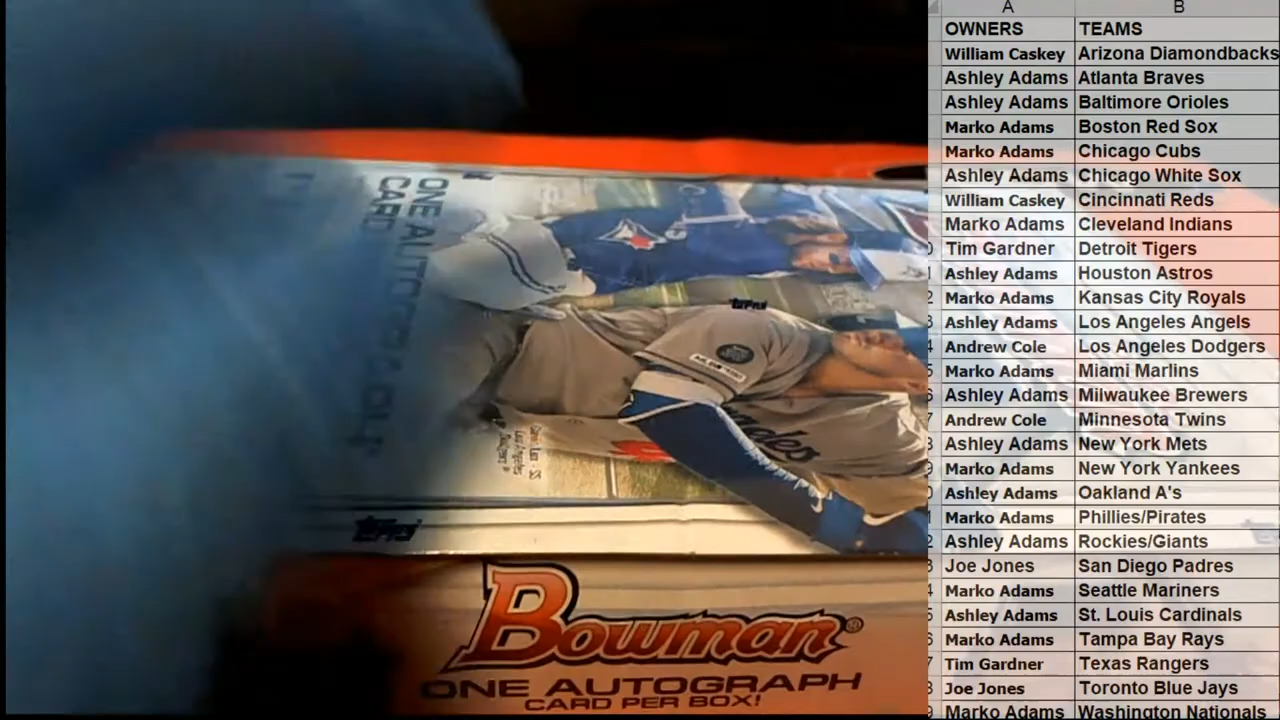 A B
OWNERS TEAMS
William Caskey Arizona Diamondbacks
Ashley Adams Atlanta Braves
Ashley Adams Baltimore Orioles
Marko Adams Boston Red Sox
Marko Adams Chicago Cubs
Ashley Adams Chicago White Sox
William Caskey Cincinnati Reds
Marko Adams Cleveland Indians
Tim Gardner Detroit Tigers
Ashley Adams Houston Astros
Marko Adams Kansas City Royals
Ashley Adams Los Angeles Angels
Andrew Cole Los Angeles Dodgers
Marko Adams Miami Marlins
Ashley Adams Milwaukee Brewers
Andrew Cole Minnesota Twins
Ashley Adams New York Mets
Marko Adams New York Yankees
Ashley Adams Oakland A's
Marko Adams Phillies/Pirates
Ashley Adams Rockies/Giants
Joe Jones San Diego Padres
Marko Adams Seattle Mariners
Ashley Adams St. Louis Cardinals
Marko Adams Tampa Bay Rays
Tim Gardner Texas Rangers
Joe Jones Toronto Blue Jays
Marko Adams Washington Nationals
ONE AUTOGRAPH
CARD
Topps
Gavin Lux - SS
Los Angeles
Dodgers
Topps
Bowman®
ONE AUTOGRAPH
CARD PER BOX!